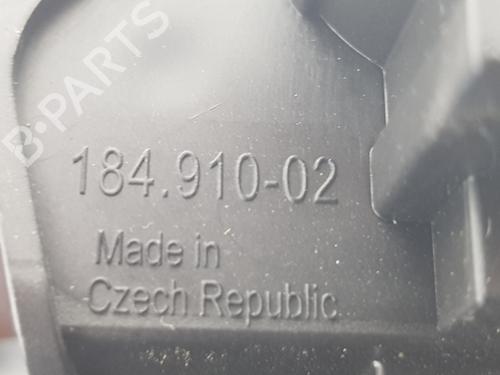 B-PARTS
184.910-02
Made in
Czech Republic